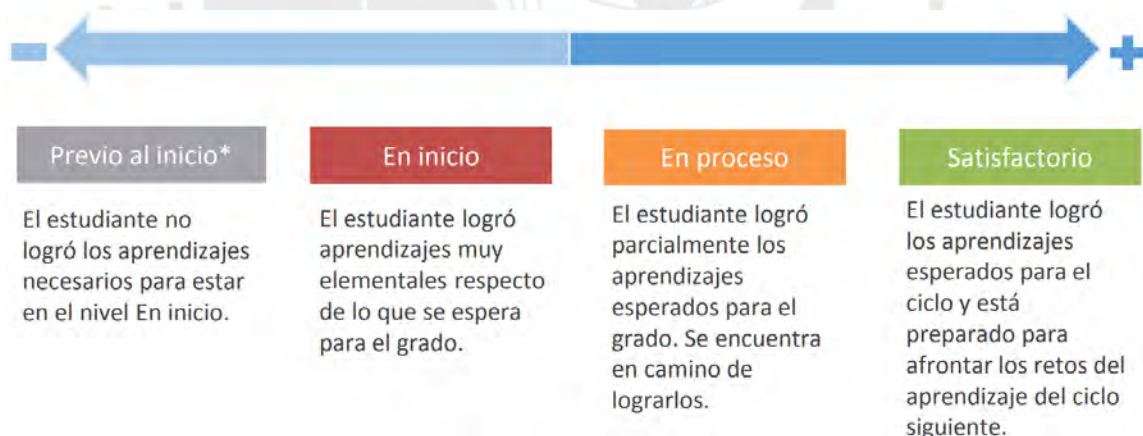 Previo al inicio*
El estudiante no
logró los aprendizajes
necesarios para estar
en el nivel En inicio.
En inicio
El estudiante logró
aprendizajes muy
elementales respecto
de lo que se espera
para el grado.
En proceso
El estudiante logró
parcialmente los
aprendizajes
esperados para el
grado. Se encuentra
en camino de
lograrlos.
Satisfactorio
El estudiante logró
los aprendizajes
esperados para el
ciclo y está
preparado para
afrontar los retos del
aprendizaje del ciclo
siguiente.